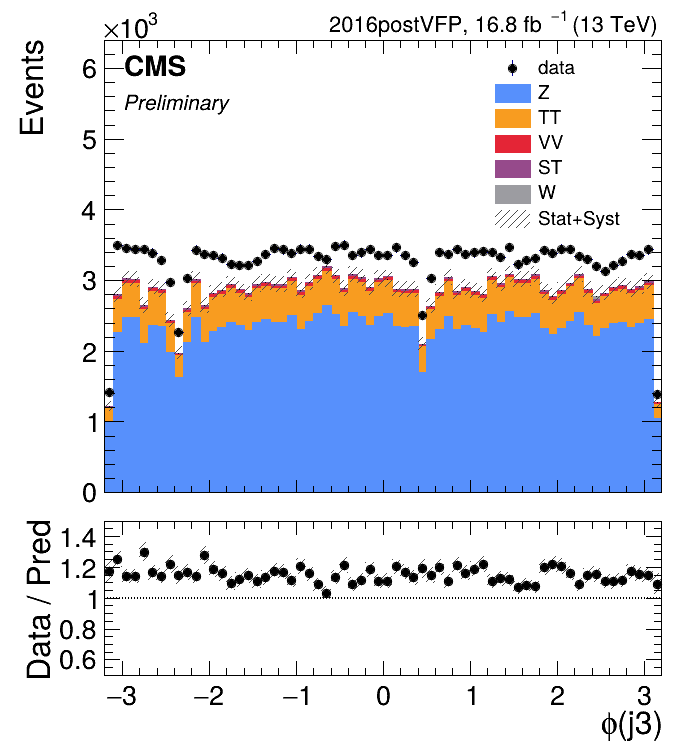 ×10³
2016postVFP, 16.8 fb ⁻¹ (13 TeV)
Events
CMS
Preliminary
data
Z
TT
VV
ST
W
Stat+Syst
6
5
4
3
2
1
0
Data / Pred
1.4
1.2
1
0.8
0.6
−3 −2 −1 0 1 2 3
ϕ(j3)